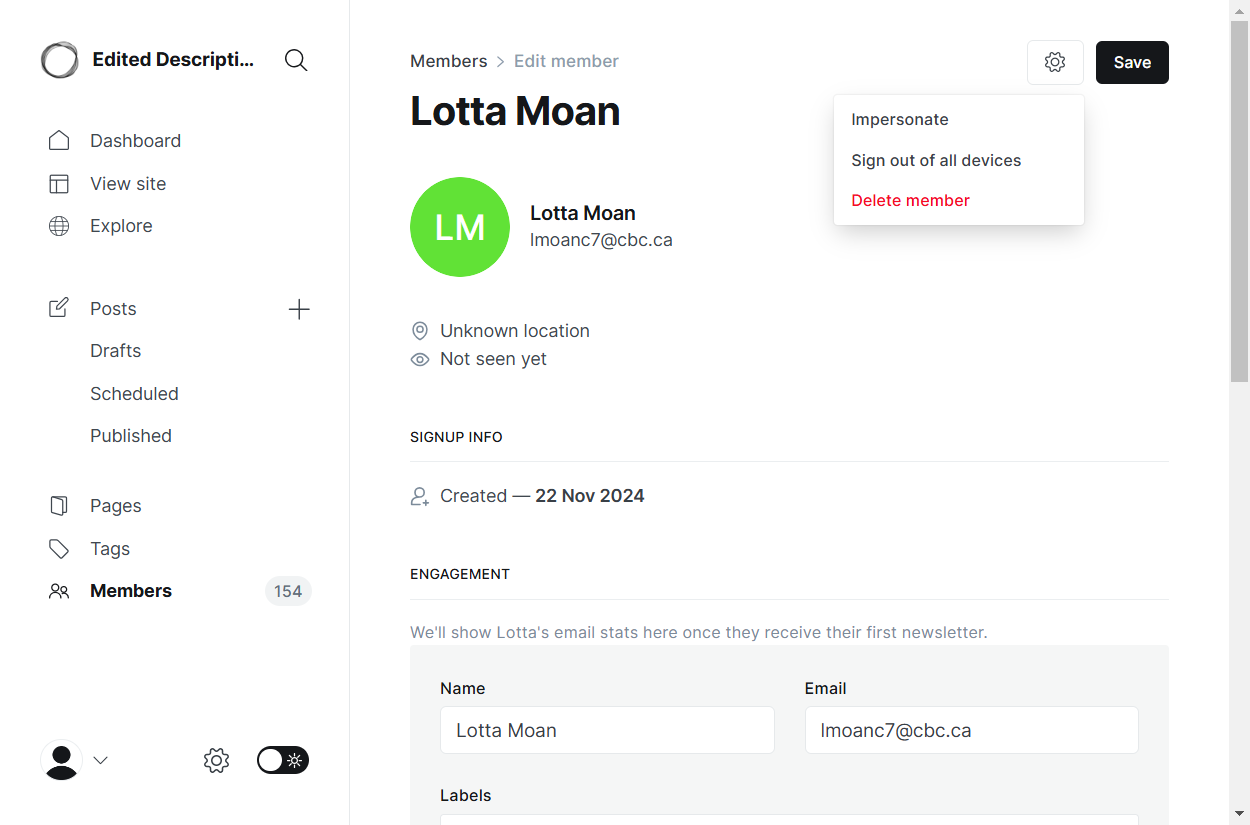 Edited Descripti...
Dashboard
View site
Explore
Posts
Drafts
Scheduled
Published
Pages
Tags
Members 154
Members > Edit member
Save
Lotta Moan
Impersonate
Sign out of all devices
Delete member
LM
Lotta Moan
lmoanc7@cbc.ca
Unknown location
Not seen yet
SIGNUP INFO
Created — 22 Nov 2024
ENGAGEMENT
We'll show Lotta's email stats here once they receive their first newsletter.
Name Email
Lotta Moan lmoanc7@cbc.ca
Labels